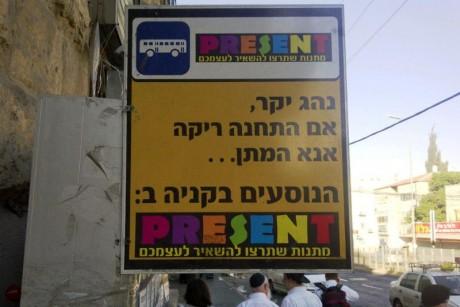 PRESENT
מתנות שתרצו להשאיר לעצמכם
נהג יקר,
אם התחנה ריקה
אנא המתן...
הנוסעים בקניה ב:
PRESENT
מתנות שתרצו להשאיר לעצמכם